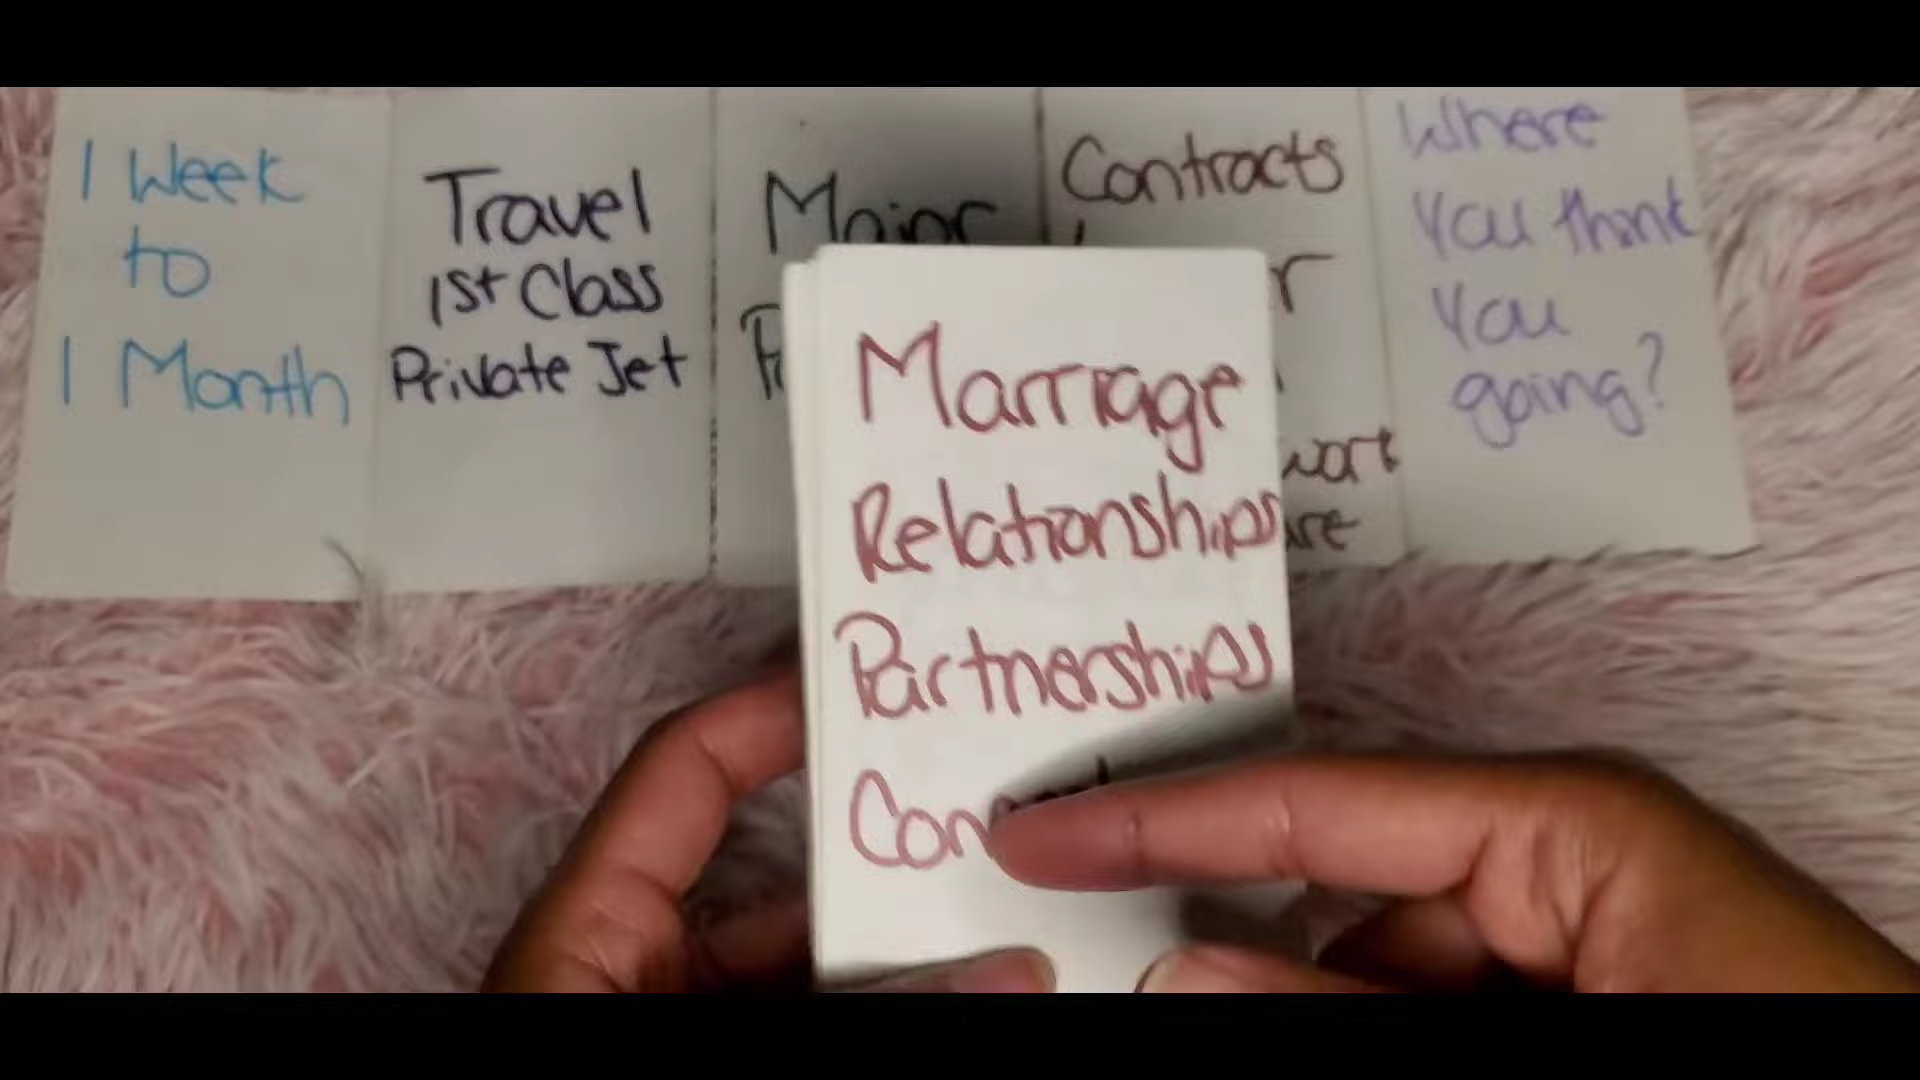 1 Week
to
1 Month
Travel
1st Class
Private Jet
Major
Contracts
Where
You think
You
going?
Marriage
Relationships
Partnerships